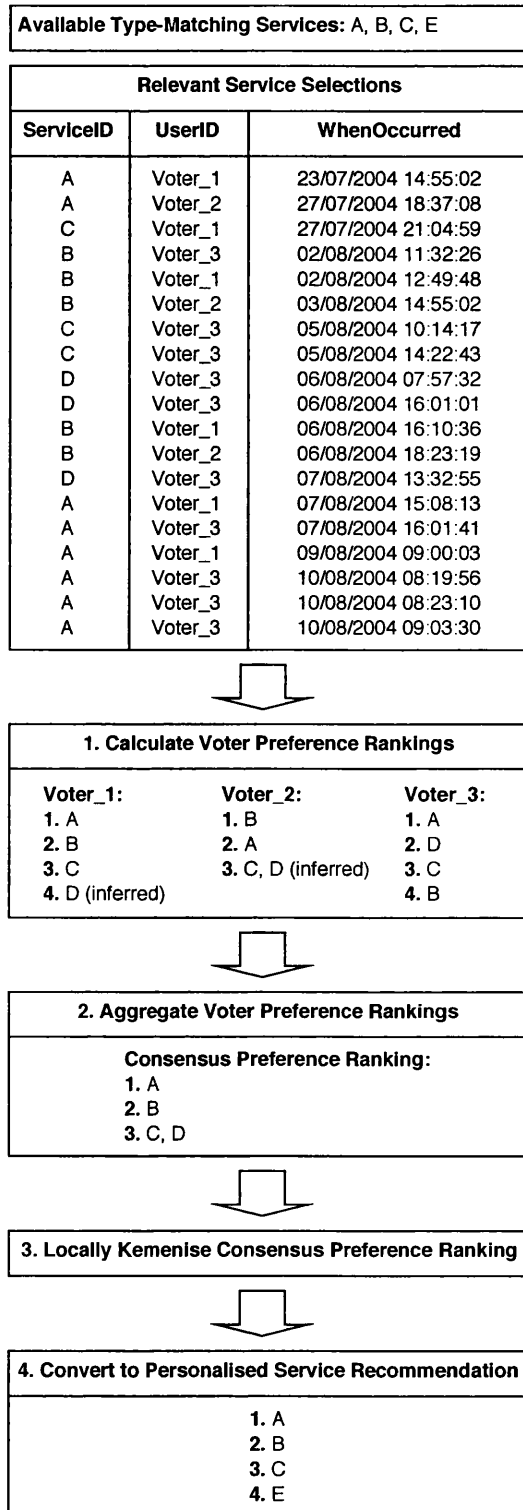 Available Type-Matching Services: A, B, C, E
Relevant Service Selections
ServiceID UserID WhenOccurred
A Voter_1 23/07/2004 14:55:02
A Voter_2 27/07/2004 18:37:08
C Voter_1 27/07/2004 21:04:59
B Voter_3 02/08/2004 11:32:26
B Voter_1 02/08/2004 12:49:48
B Voter_2 03/08/2004 14:55:02
C Voter_3 05/08/2004 10:14:17
C Voter_3 05/08/2004 14:22:43
D Voter_3 06/08/2004 07:57:32
D Voter_3 06/08/2004 16:01:01
B Voter_1 06/08/2004 16:10:36
B Voter_2 06/08/2004 18:23:19
D Voter_3 07/08/2004 13:32:55
A Voter_1 07/08/2004 15:08:13
A Voter_3 07/08/2004 16:01:41
A Voter_1 09/08/2004 09:00:03
A Voter_3 10/08/2004 08:19:56
A Voter_3 10/08/2004 08:23:10
A Voter_3 10/08/2004 09:03:30
1. Calculate Voter Preference Rankings
Voter_1: Voter_2: Voter_3:
1. A 1. B 1. A
2. B 2. A 2. D
3. C 3. C, D (inferred) 3. C
4. D (inferred) 4. B
2. Aggregate Voter Preference Rankings
Consensus Preference Ranking:
1. A
2. B
3. C, D
3. Locally Kemenise Consensus Preference Ranking
4. Convert to Personalised Service Recommendation
1. A
2. B
3. C
4. E